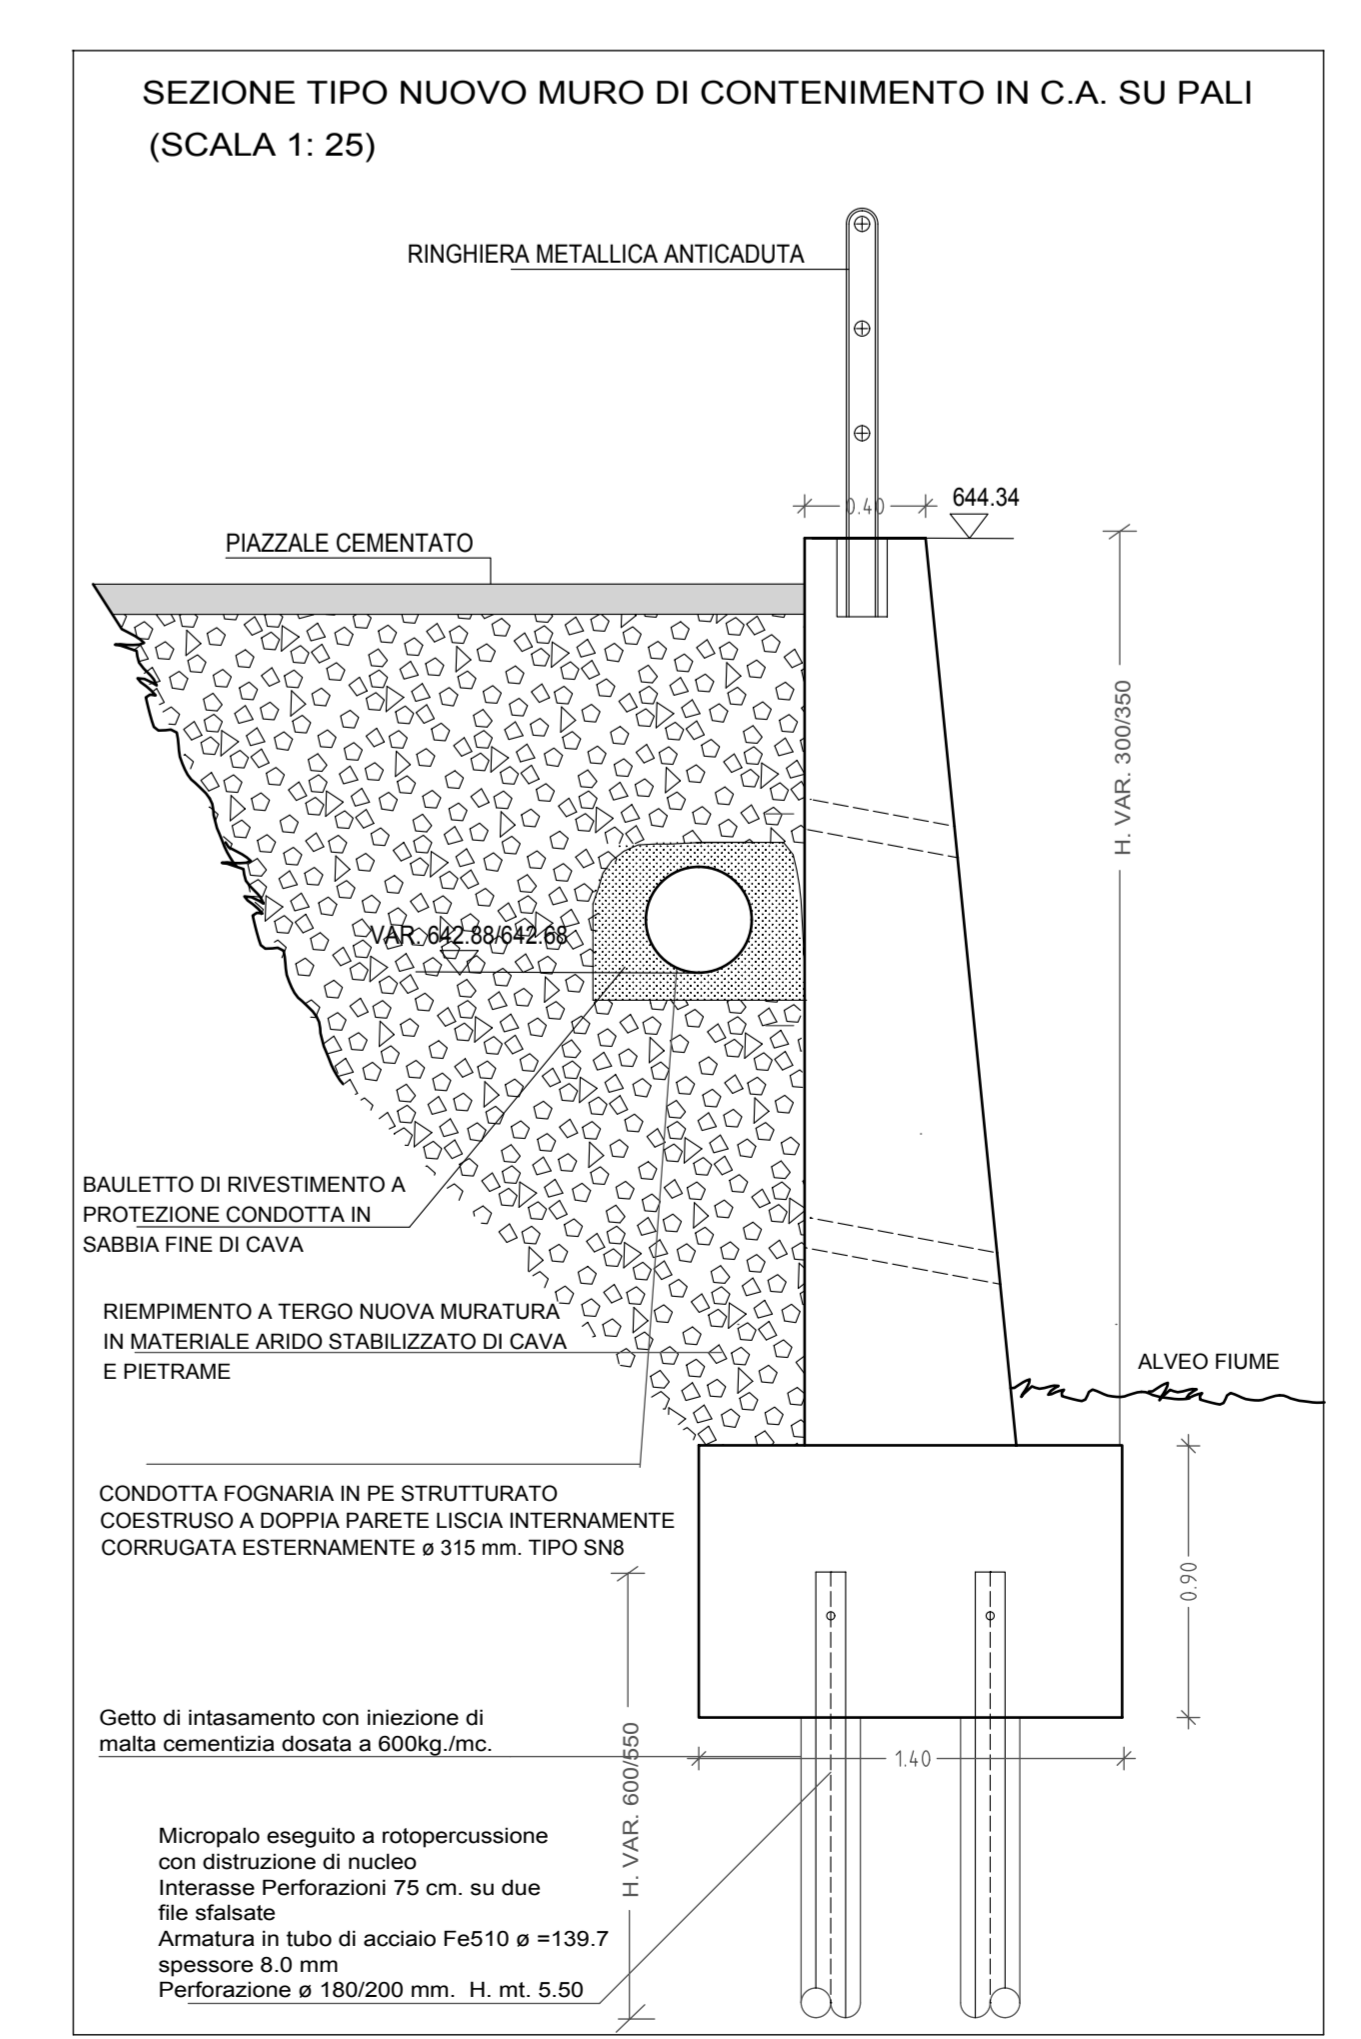 SEZIONE TIPO NUOVO MURO DI CONTENIMENTO IN C.A. SU PALI
(SCALA 1: 25)
RINGHIERA METALLICA ANTICADUTA
0.40
644.34
PIAZZALE CEMENTATO
H. VAR. 300/350
VAR. 642.88/642.68
BAULETTO DI RIVESTIMENTO A
PROTEZIONE CONDOTTA IN
SABBIA FINE DI CAVA
RIEMPIMENTO A TERGO NUOVA MURATURA
IN MATERIALE ARIDO STABILIZZATO DI CAVA
E PIETRAME
ALVEO FIUME
CONDOTTA FOGNARIA IN PE STRUTTURATO
COESTRUSO A DOPPIA PARETE LISCIA INTERNAMENTE
CORRUGATA ESTERNAMENTE ø 315 mm. TIPO SN8
0.90
Getto di intasamento con iniezione di
malta cementizia dosata a 600kg./mc.
H. VAR. 600/550
1.40
Micropalo eseguito a rotopercussione
con distruzione di nucleo
Interasse Perforazioni 75 cm. su due
file sfalsate
Armatura in tubo di acciaio Fe510 ø =139.7
spessore 8.0 mm
Perforazione ø 180/200 mm. H. mt. 5.50